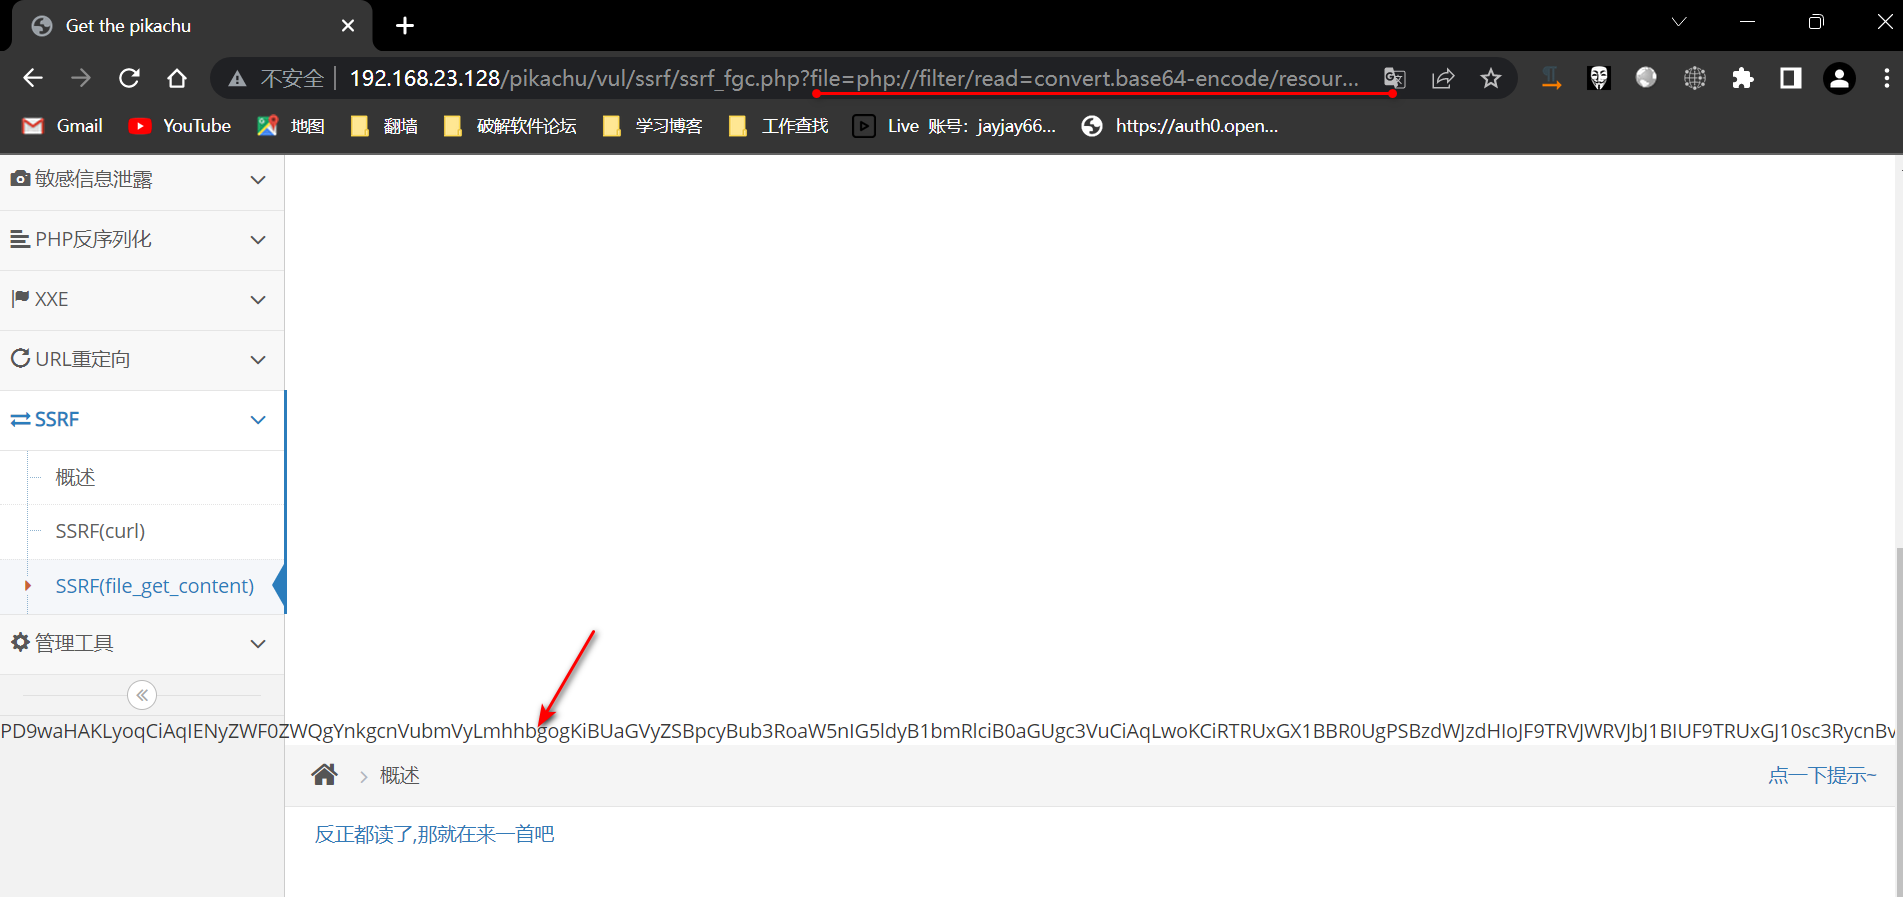 Get the pikachu
不安全 192.168.23.128/pikachu/vul/ssrf/ssrf_fgc.php?file=php://filter/read=convert.base64-encode/resour...
Gmail YouTube 地图 翻墙 破解软件论坛 学习博客 工作查找 Live 账号：jayjay66... https://auth0.open...
敏感信息泄露
PHP反序列化
XXE
URL重定向
SSRF
概述
SSRF(curl)
SSRF(file_get_content)
管理工具
PD9waHAKLyoqCiAqIENyZWF0ZWQgYnkgcnVubmVyLmhhbgogKiBUaGVyZSBpcyBub3RoaW5nIG5ldyB1bmRlciB0aGUgc3VuCiAqLwoKCiRTRUxGX1BBR0UgPSBzdWJzdHIoJF9TRVJWRVJbJ1BIUF9TRUxGJ10sc3RycnBv
概述 点一下提示~
反正都读了,那就在来一首吧